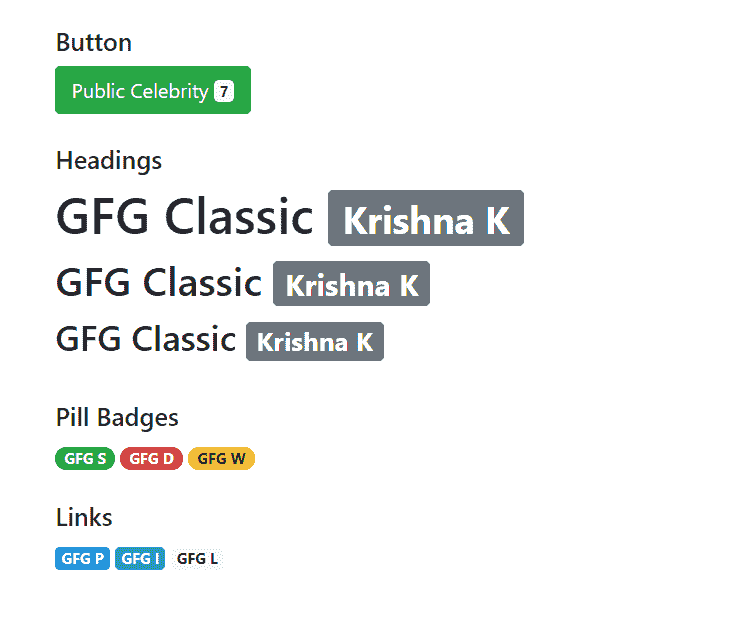 Button
Public Celebrity 7
Headings
GFG Classic Krishna K
GFG Classic Krishna K
GFG Classic Krishna K
Pill Badges
GFG S GFG D GFG W
Links
GFG P GFG I GFG L